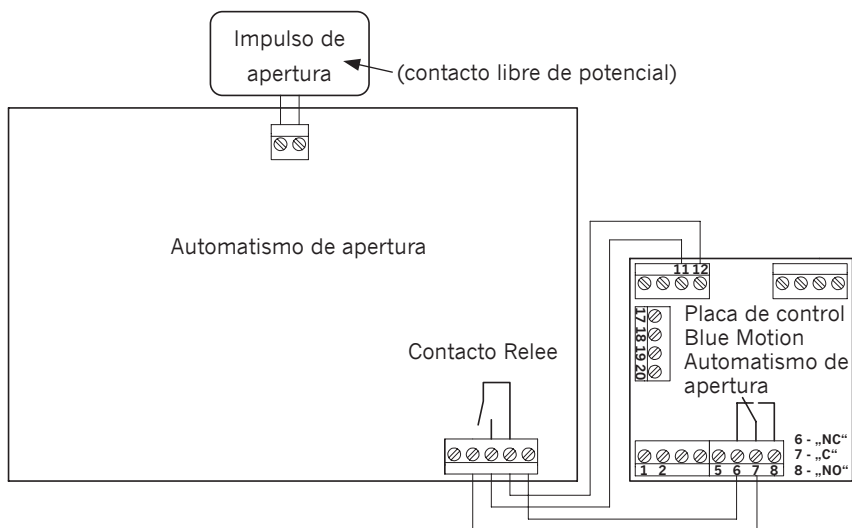 Impulso de
apertura
(contacto libre de potencial)
Automatismo de apertura
Contacto Relee
11 12
17 18 19 20
Placa de control
Blue Motion
Automatismo de
apertura
6 - „NC“
7 - „C“
8 - „NO“
1 2 5 6 7 8